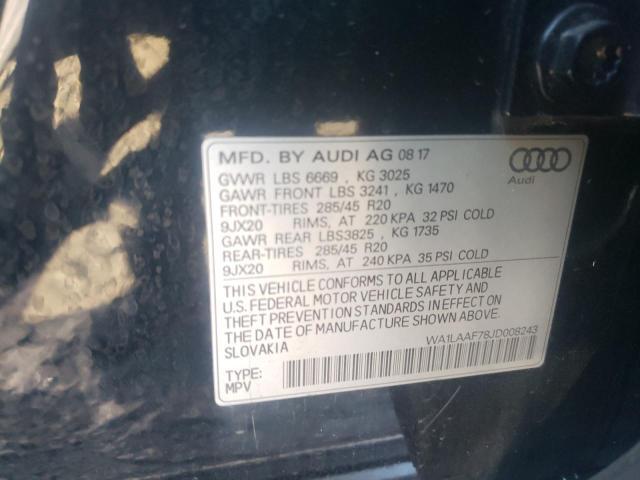 MFD. BY AUDI AG 08 17
GVWR LBS 6669 , KG 3025
GAWR FRONT LBS 3241 , KG 1470
FRONT-TIRES 285/45 R20
9JX20 RIMS, AT 220 KPA 32 PSI COLD
GAWR REAR LBS3825 , KG 1735
REAR-TIRES 285/45 R20
9JX20 RIMS, AT 240 KPA 35 PSI COLD
THIS VEHICLE CONFORMS TO ALL APPLICABLE
U.S. FEDERAL MOTOR VEHICLE SAFETY AND
THEFT PREVENTION STANDARDS IN EFFECT ON
THE DATE OF MANUFACTURE SHOWN ABOVE.
SLOVAKIA WA1LAAF78JD008243
TYPE:
MPV
Audi